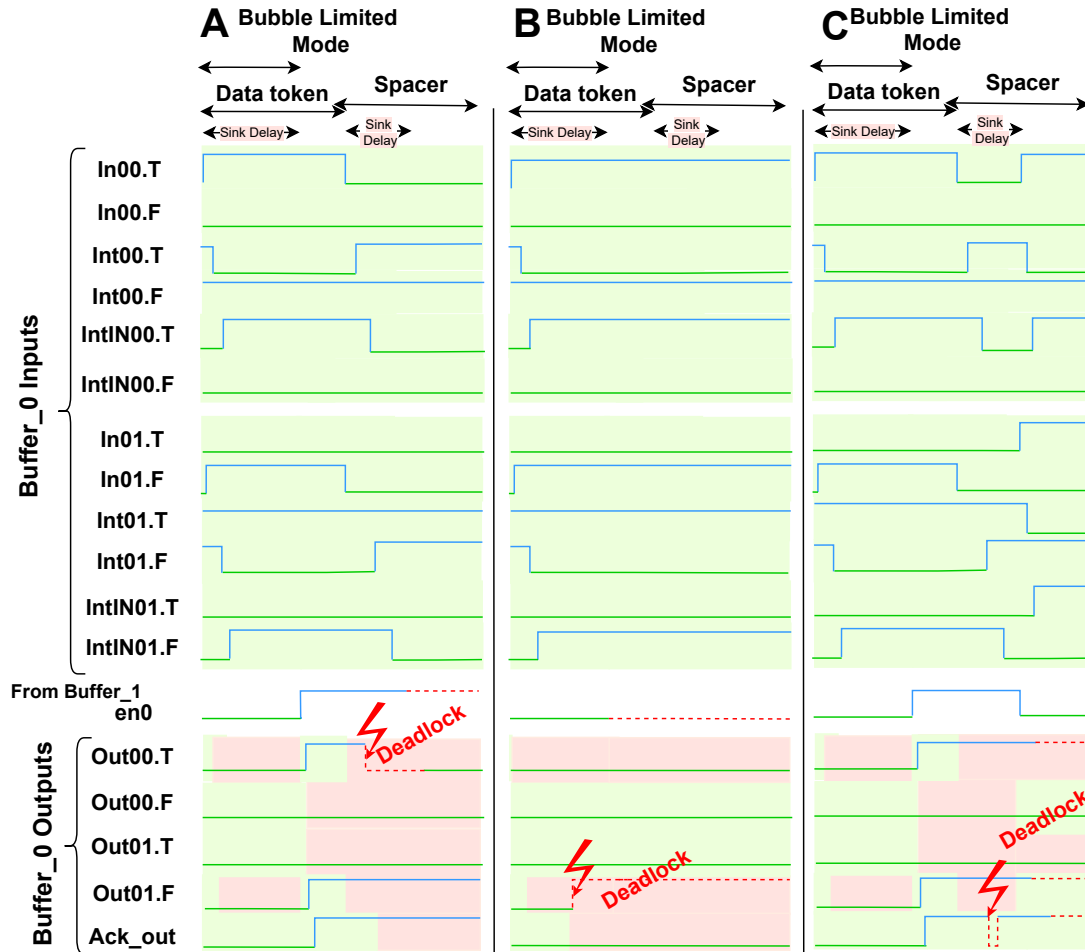 A Bubble Limited Mode
B Bubble Limited Mode
C Bubble Limited Mode
Data token Spacer
Data token Spacer
Data token Spacer
Sink Delay Sink Delay
Sink Delay Sink Delay
Sink Delay Sink Delay
Buffer_0 Inputs
In00.T
In00.F
Int00.T
Int00.F
IntIN00.T
IntIN00.F
In01.T
In01.F
Int01.T
Int01.F
IntIN01.T
IntIN01.F
From Buffer_1
en0
Buffer_0 Outputs
Out00.T
Out00.F
Out01.T
Out01.F
Ack_out
Deadlock
Deadlock
Deadlock